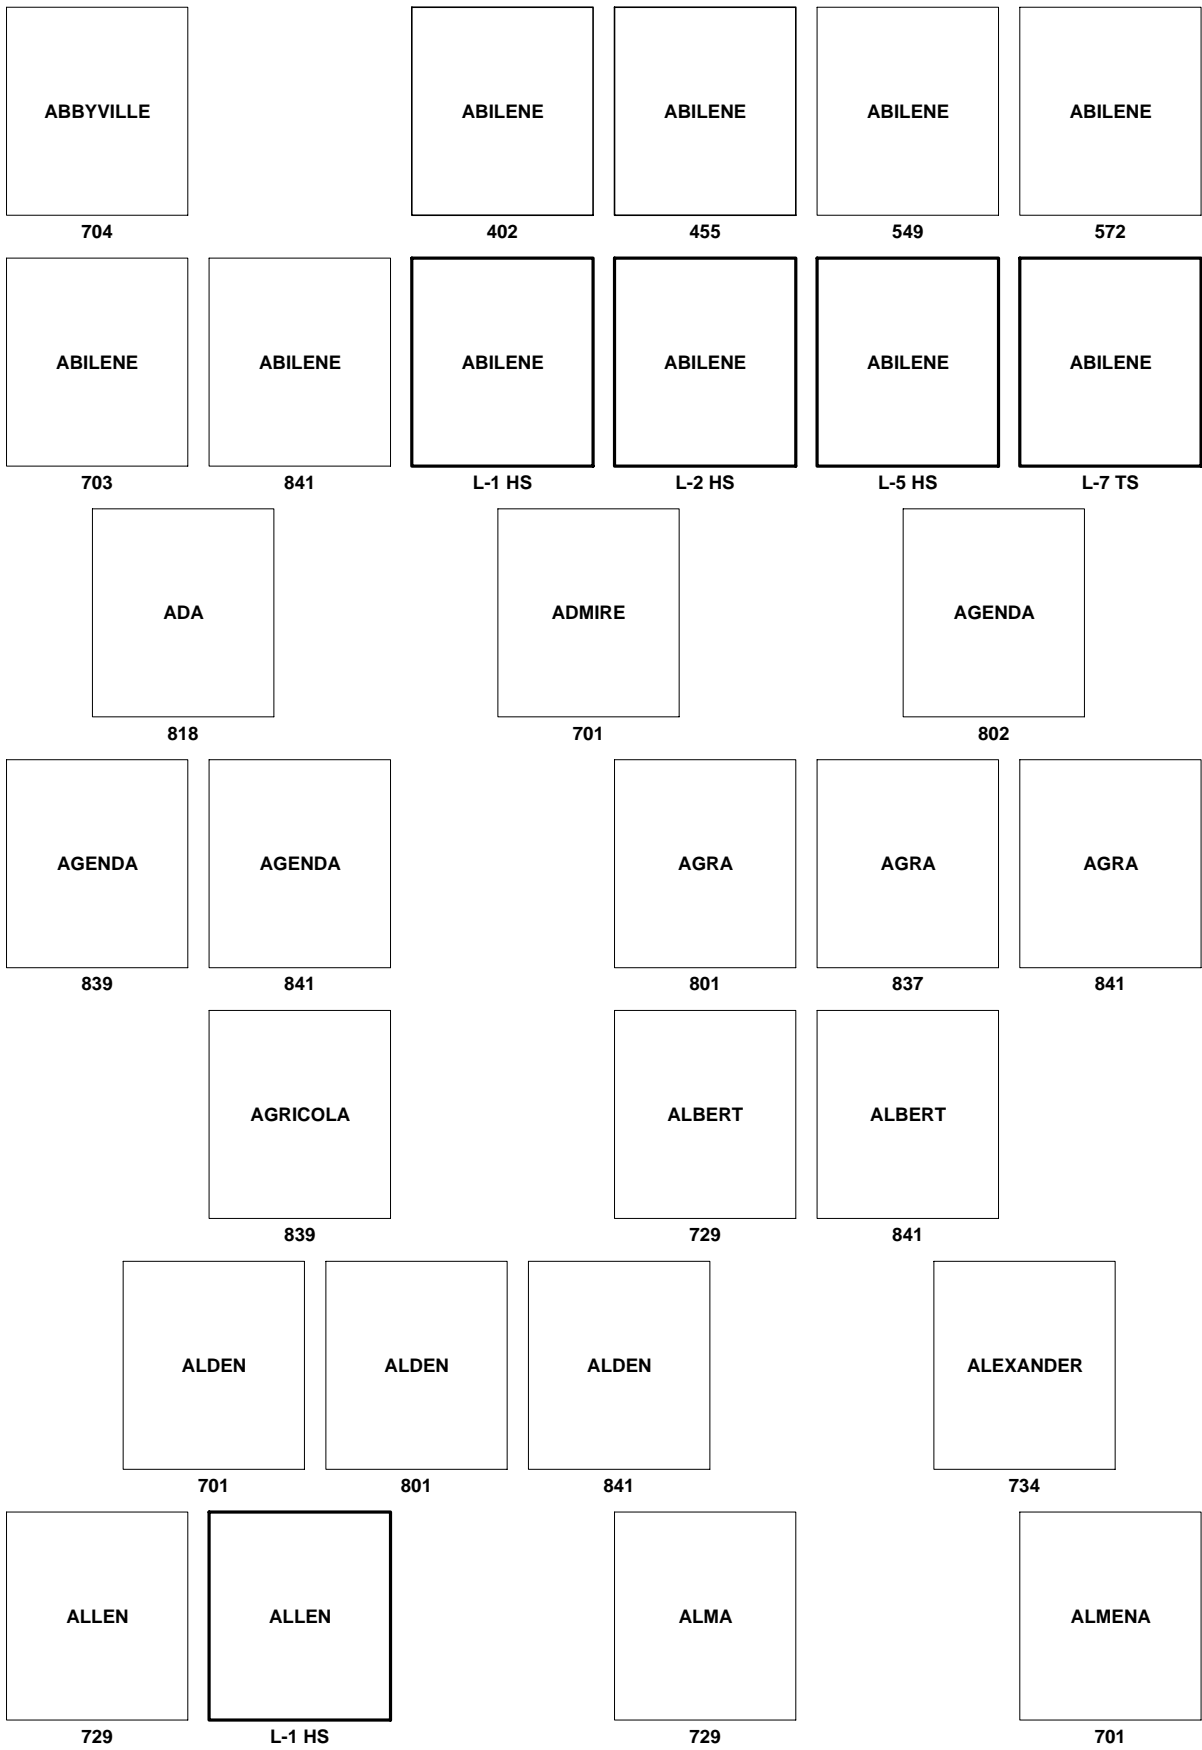 ABBYVILLE ABILENE ABILENE ABILENE ABILENE
704 402 455 549 572
ABILENE ABILENE ABILENE ABILENE ABILENE ABILENE
703 841 L-1 HS L-2 HS L-5 HS L-7 TS
ADA ADMIRE AGENDA
818 701 802
AGENDA AGENDA AGRA AGRA AGRA
839 841 801 837 841
AGRICOLA ALBERT ALBERT
839 729 841
ALDEN ALDEN ALDEN ALEXANDER
701 801 841 734
ALLEN ALLEN ALMA ALMENA
729 L-1 HS 729 701